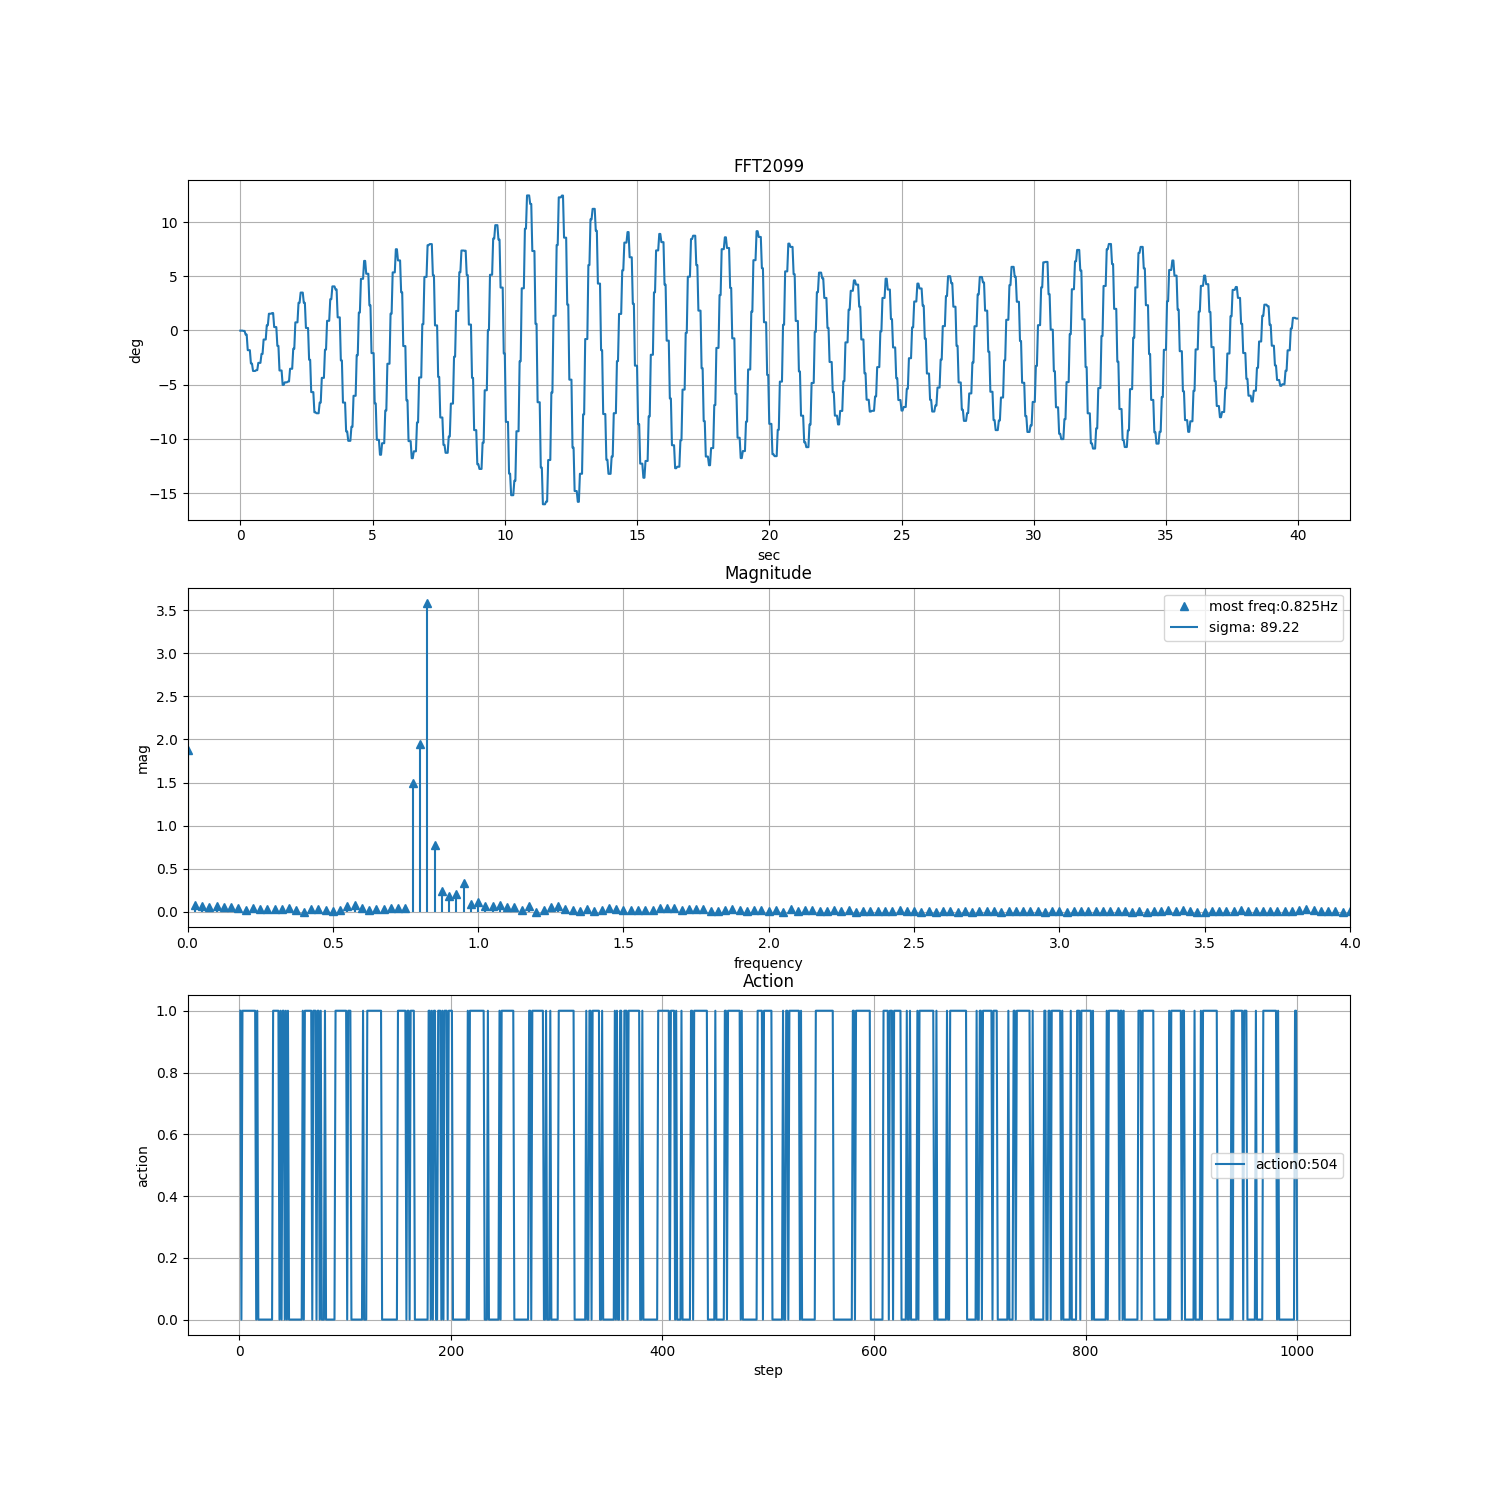 FFT2099
10
5
0
−5
−10
−15
deg
0 5 10 15 20 25 30 35 40
sec
Magnitude
most freq:0.825Hz
sigma: 89.22
3.5
3.0
2.5
2.0
1.5
1.0
0.5
0.0
mag
0.0 0.5 1.0 1.5 2.0 2.5 3.0 3.5 4.0
frequency
Action
1.0
0.8
0.6
0.4
0.2
0.0
action
action0:504
0 200 400 600 800 1000
step